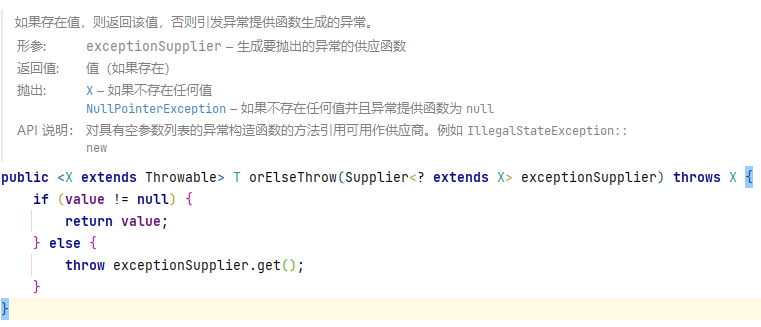 如果存在值，则返回该值，否则引发异常提供函数生成的异常。
形参: exceptionSupplier – 生成要抛出的异常的供应函数
返回值: 值（如果存在）
抛出: X – 如果不存在任何值
NullPointerException – 如果不存在任何值并且异常提供函数为 null
API 说明: 对具有空参数列表的异常构造函数的方法引用可用作供应商。例如 IllegalStateException::
new
public <X extends Throwable> T orElseThrow(Supplier<? extends X> exceptionSupplier) throws X {
if (value != null) {
return value;
} else {
throw exceptionSupplier.get();
}
}